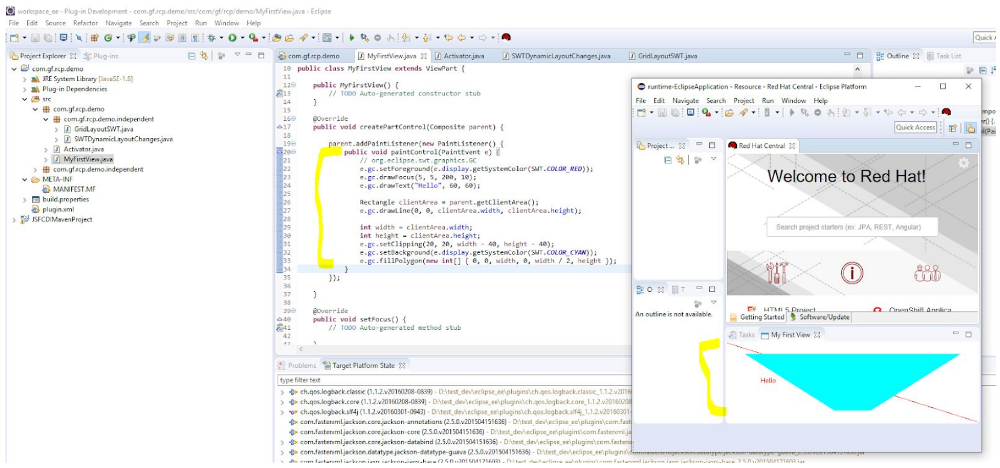 workspace_ee - Plug-in Development - com.gf.rcp.demo/src/com/gf/rcp/demo/MyFirstView.java - Eclipse
File Edit Source Refactor Navigate Search Project Run Window Help
Quick
Project Explorer Plug-ins
com.gf.rcp.demo
JRE System Library [JavaSE-1.8]
Plug-in Dependencies
src
com.gf.rcp.demo
com.gf.rcp.demo.independent
GridLayoutSWT.java
SWTDynamicLayoutChanges.java
Activator.java
MyFirstView.java
com.gf.rcp.demo.independent
META-INF
MANIFEST.MF
build.properties
plugin.xml
JSFCDIMavenProject
com.gf.rcp.demo MyFirstView.java Activator.java SWTDynamicLayoutChanges.java GridLayoutSWT.java
10 public class MyFirstView extends ViewPart {
11
12 public MyFirstView() {
13 // TODO Auto-generated constructor stub
14 }
15
16 @Override
17 public void createPartControl(Composite parent) {
18
19 parent.addPaintListener(new PaintListener() {
20 public void paintControl(PaintEvent e) {
21 // org.eclipse.swt.graphics.GC
22 e.gc.setForeground(e.display.getSystemColor(SWT.COLOR_RED));
23 e.gc.drawFocus(5, 5, 200, 10);
24 e.gc.drawText("Hello", 60, 60);
25
26 Rectangle clientArea = parent.getClientArea();
27 e.gc.drawLine(0, 0, clientArea.width, clientArea.height);
28
29 int width = clientArea.width;
30 int height = clientArea.height;
31 e.gc.setClipping(20, 20, width - 40, height - 40);
32 e.gc.setBackground(e.display.getSystemColor(SWT.COLOR_CYAN));
33 e.gc.fillPolygon(new int[] { 0, 0, width, 0, width / 2, height });
34 }
35 });
36
37 }
38
39 @Override
40 public void setFocus() {
41 // TODO Auto-generated method stub
42
Problems Target Platform State
type filter text
ch.qos.logback.classic (1.1.2.v20160208-0839) - D:\test_dev\eclipse_ee\plugins\ch.qos.logback.classic_1.1.2.v2016
ch.qos.logback.core (1.1.2.v20160208-0839) - D:\test_dev\eclipse_ee\plugins\ch.qos.logback.core_1.1.2.v20160208
ch.qos.logback.slf4j (1.1.2.v20160301-0943) - D:\test_dev\eclipse_ee\plugins\ch.qos.logback.slf4j_1.1.2.v20160301-
com.fasterxml.jackson.core.jackson-annotations (2.5.0.v201504151636) - D:\test_dev\eclipse_ee\plugins\com.fast
com.fasterxml.jackson.core.jackson-core (2.5.0.v201504151636) - D:\test_dev\eclipse_ee\plugins\com.fasterxml.ja
com.fasterxml.jackson.core.jackson-databind (2.5.0.v201504151636) - D:\test_dev\eclipse_ee\plugins\com.fasterx
com.fasterxml.jackson.datatype.jackson-datatype-guava (2.5.0.v201504151636) - D:\test_dev\eclipse_ee\plugins\
Outline Task List
runtime-EclipseApplication - Resource - Red Hat Central - Eclipse Platform
File Edit Navigate Search Project Run Window Help
Quick Access
Project ...
Red Hat Central
Welcome to Red Hat!
Search project starters (ex: JPA, REST, Angular)
HTML5 Project OpenShift Applica
Getting Started Software/Update
O T
An outline is not available.
Tasks My First View
Hello